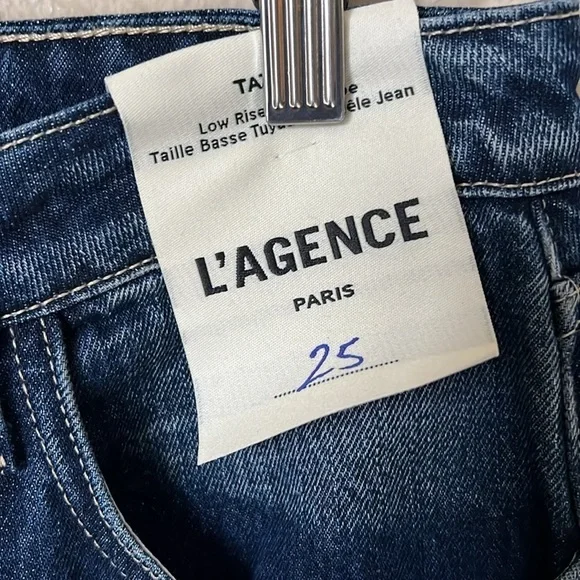 Low Rise
Taille Basse Jean
L'AGENCE
PARIS
25